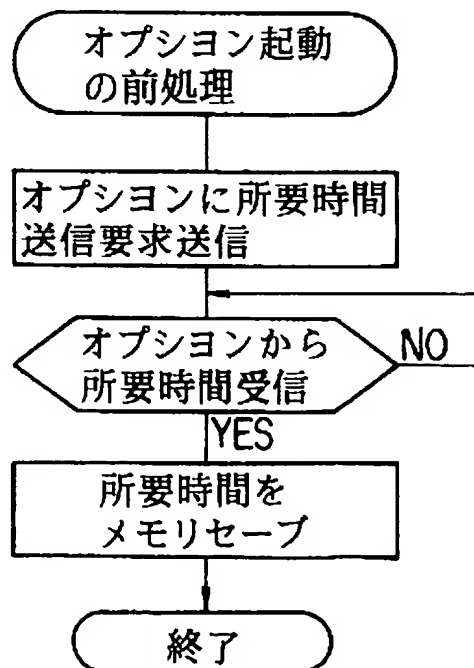 オプシヨン起動
の前処理
オプシヨンに所要時間
送信要求送信
オプシヨンから
所要時間受信
NO
YES
所要時間を
メモリセーブ
終了